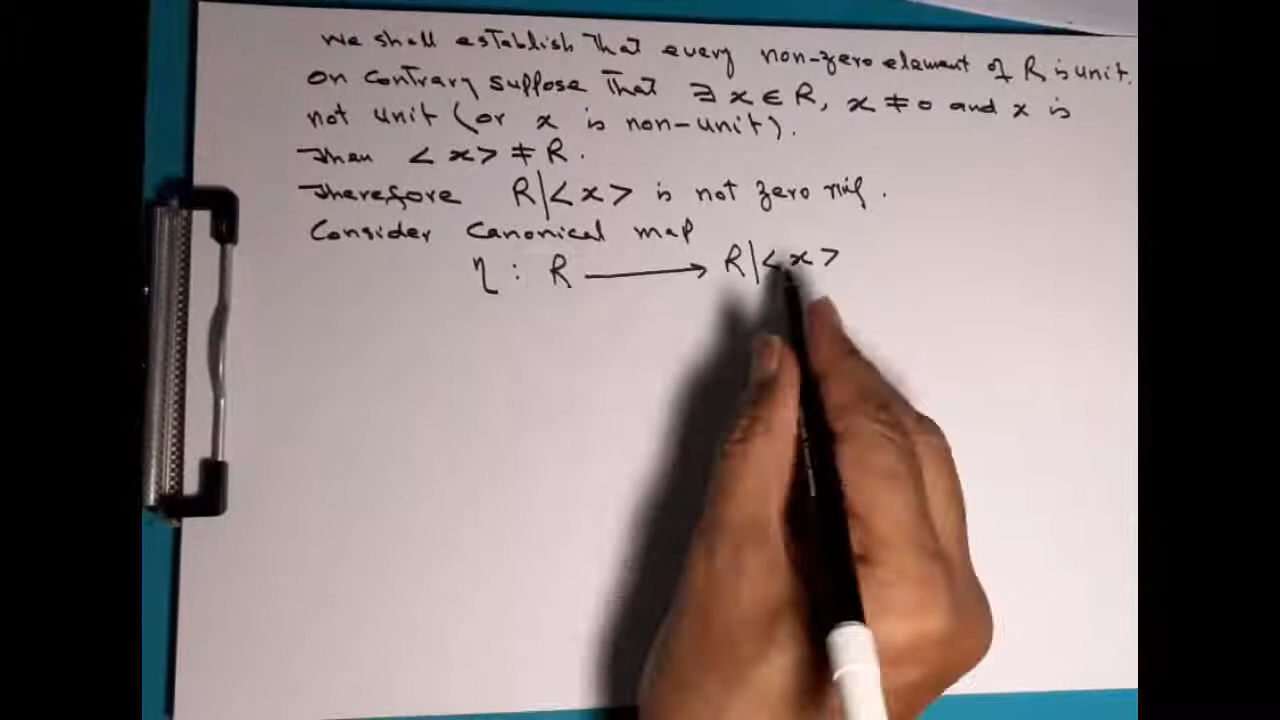 We shall establish that every non-zero element of R is unit.
On contrary suppose that ∃ x ∈ R, x ≠ 0 and x is
not unit (or x is non-unit).
Then < x > ≠ R.
Therefore R|< x > is not zero ring.
Consider canonical map
η : R ⟶ R|< x >